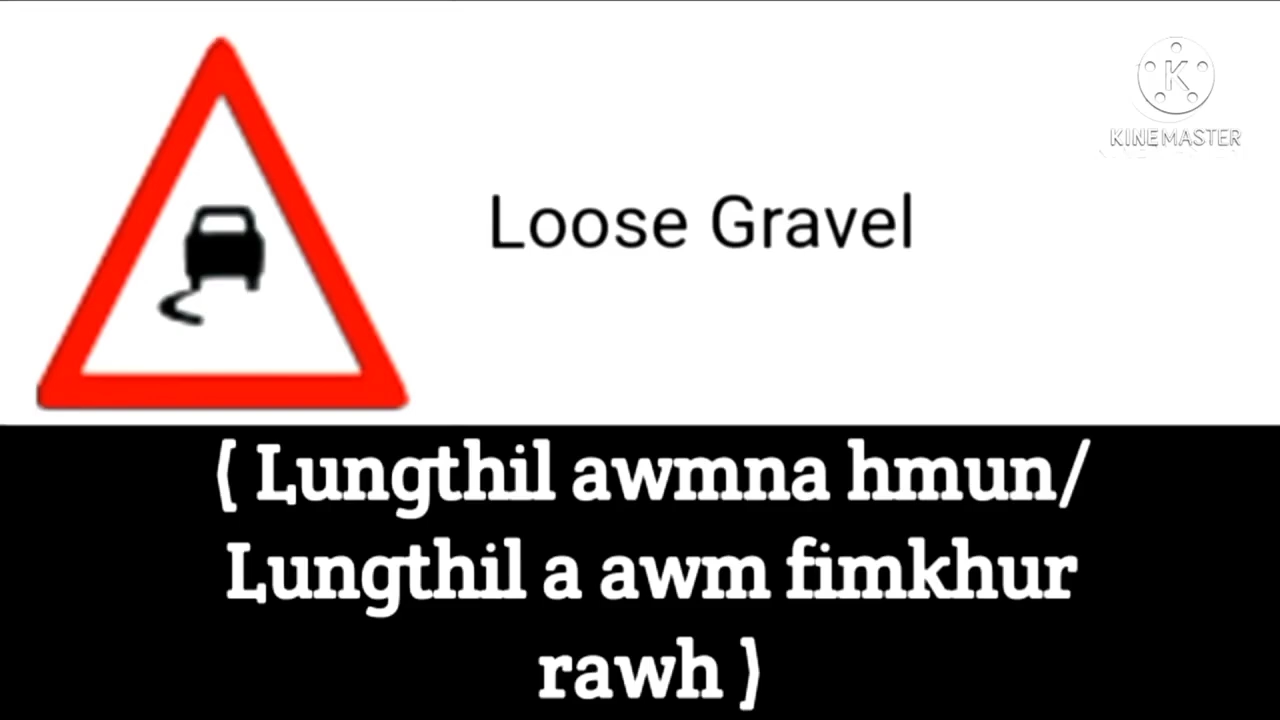 K
KINEMASTER
Loose Gravel
( Lungthil awmna hmun/
Lungthil a awm fimkhur
rawh )